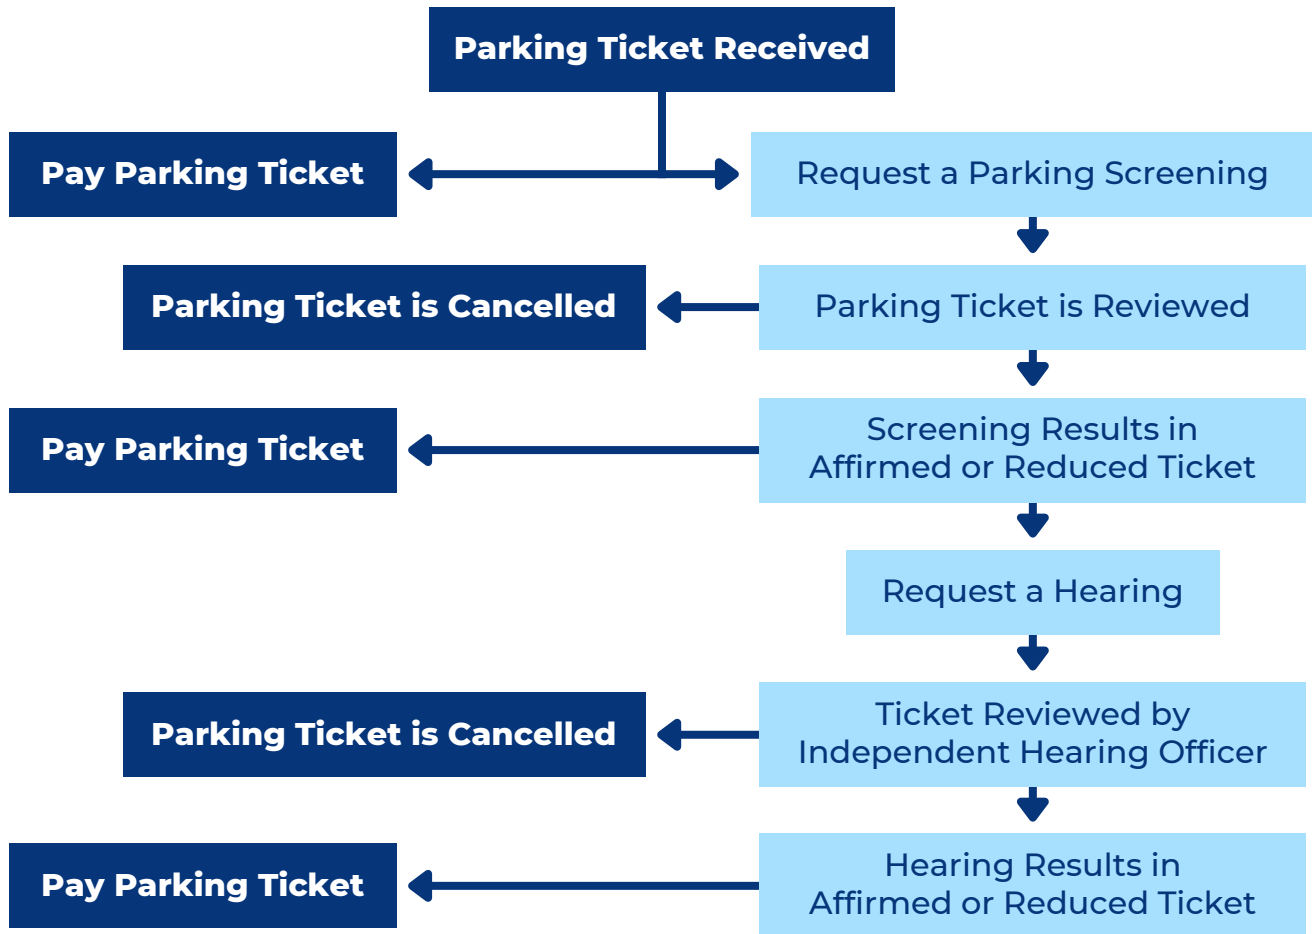 Parking Ticket Received
Pay Parking Ticket
Request a Parking Screening
Parking Ticket is Cancelled
Parking Ticket is Reviewed
Pay Parking Ticket
Screening Results in
Affirmed or Reduced Ticket
Request a Hearing
Parking Ticket is Cancelled
Ticket Reviewed by
Independent Hearing Officer
Pay Parking Ticket
Hearing Results in
Affirmed or Reduced Ticket